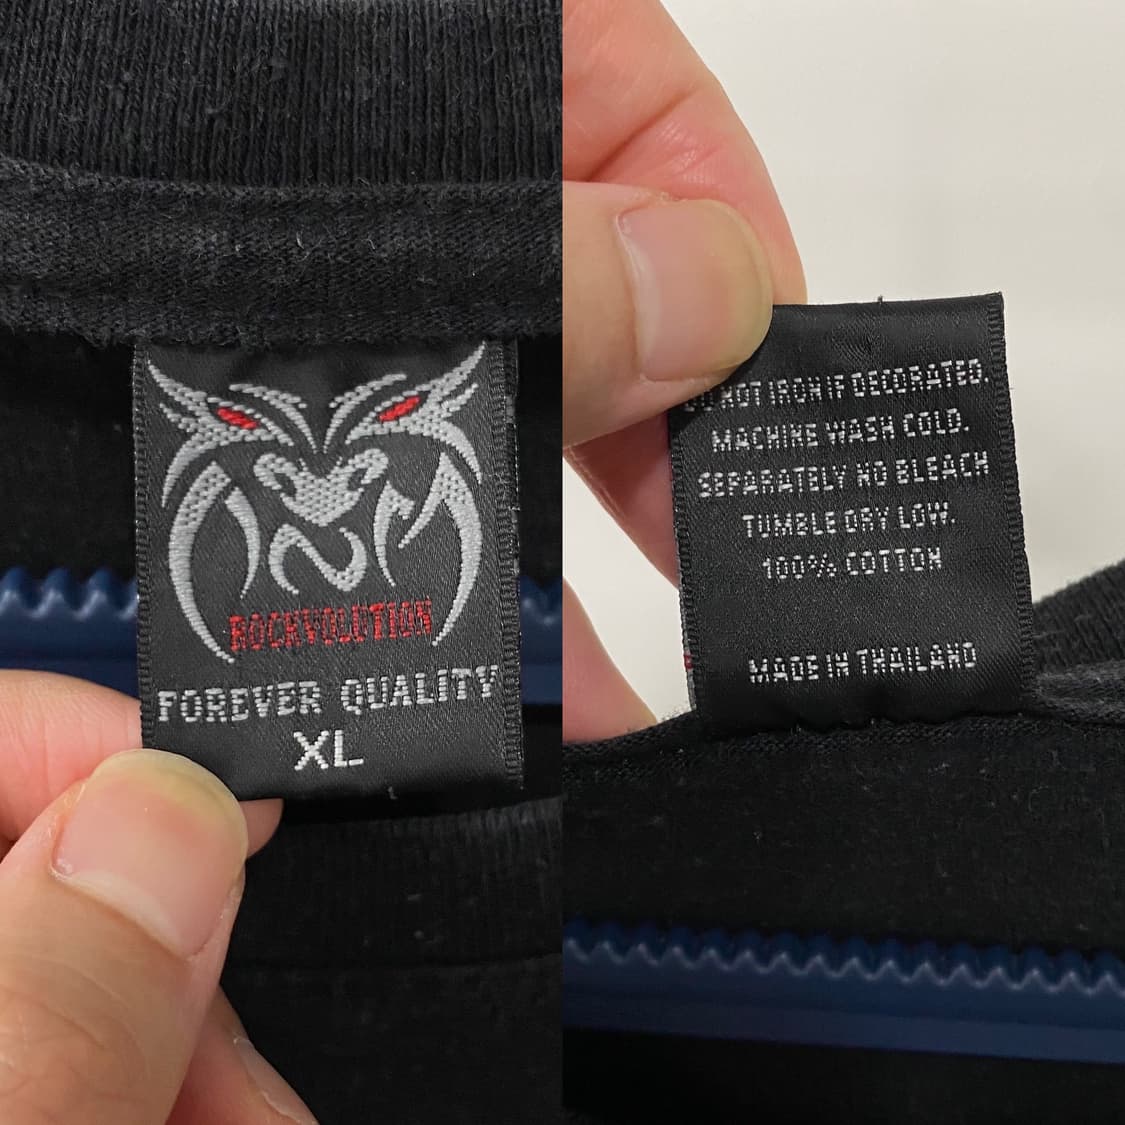 ROCKVOLUTION
FOREVER QUALITY
XL
DO NOT IRON IF DECORATED.
MACHINE WASH COLD.
SEPARATELY NO BLEACH
TUMBLE DRY LOW.
100% COTTON
MADE IN THAILAND